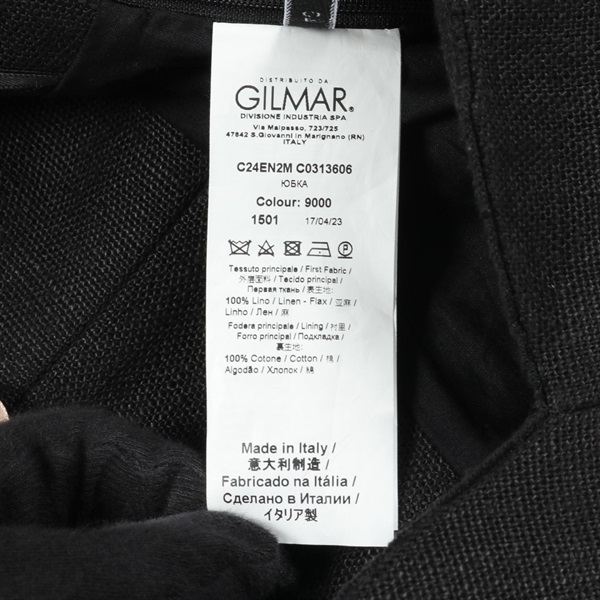 DISTRIBUITO DA
GILMAR®
DIVISIONE INDUSTRIA SPA
Via Malpasso, 723/725
47842 S.Giovanni in Marignano (RN)
ITALY
C24EN2M C0313606
ЮБКА
Colour: 9000
1501 17/04/23
Tessuto principale / First Fabric /
外层面料 / Tecido principal /
Первая ткань / 表生地:
100% Lino / Linen - Flax / 亚麻/
Linho / Лен / 麻
Fodera principale / Lining / 衬里/
Forro principal / Подкладка /
裏生地:
100% Cotone / Cotton / 棉 /
Algodão / Хлопок / 綿
Made in Italy /
意大利制造 /
Fabricado na Itália /
Сделано в Италии /
イタリア製